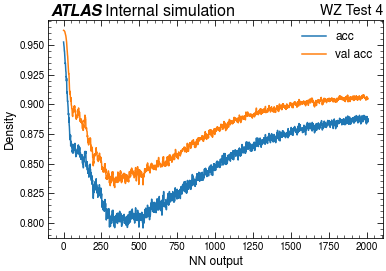 ATLAS Internal simulation WZ Test 4
acc
val acc
Density
0.950
0.925
0.900
0.875
0.850
0.825
0.800
0 250 500 750 1000 1250 1500 1750 2000
NN output